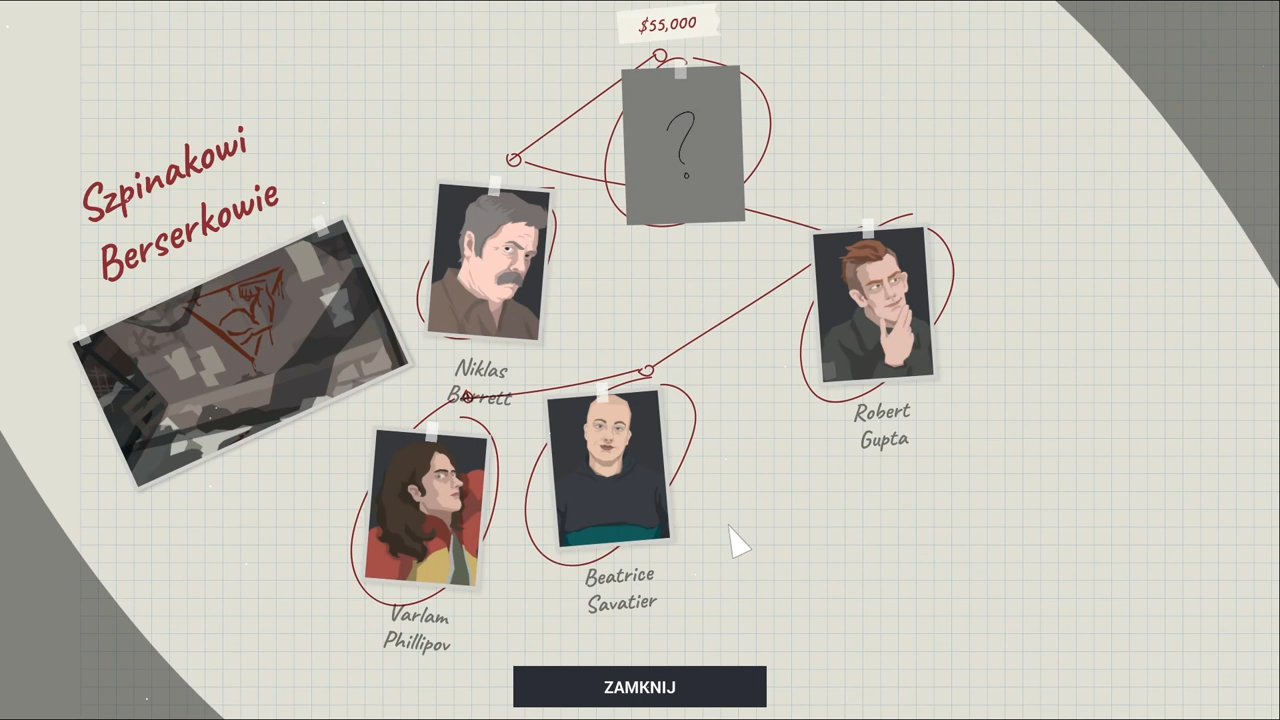 $55,000
?
Szpinakowi
Berserkowie
Niklas
Barrett
Robert
Gupta
Beatrice
Savatier
Varlam
Phillipov
ZAMKNIJ